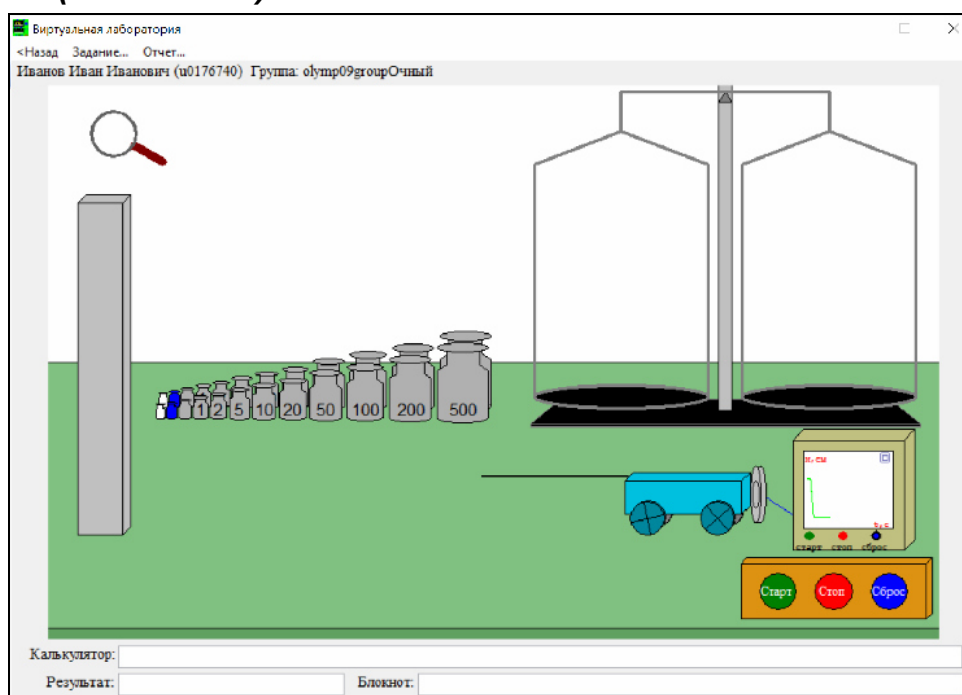 Виртуальная лаборатория
<Назад Задание... Отчет...
Иванов Иван Иванович (u0176740) Группа: olymp09groupОчный
1 2 5 10 20 50 100 200 500
x, см
t, с
старт стоп сброс
Старт Стоп Сброс
Калькулятор:
Результат: Блокнот: